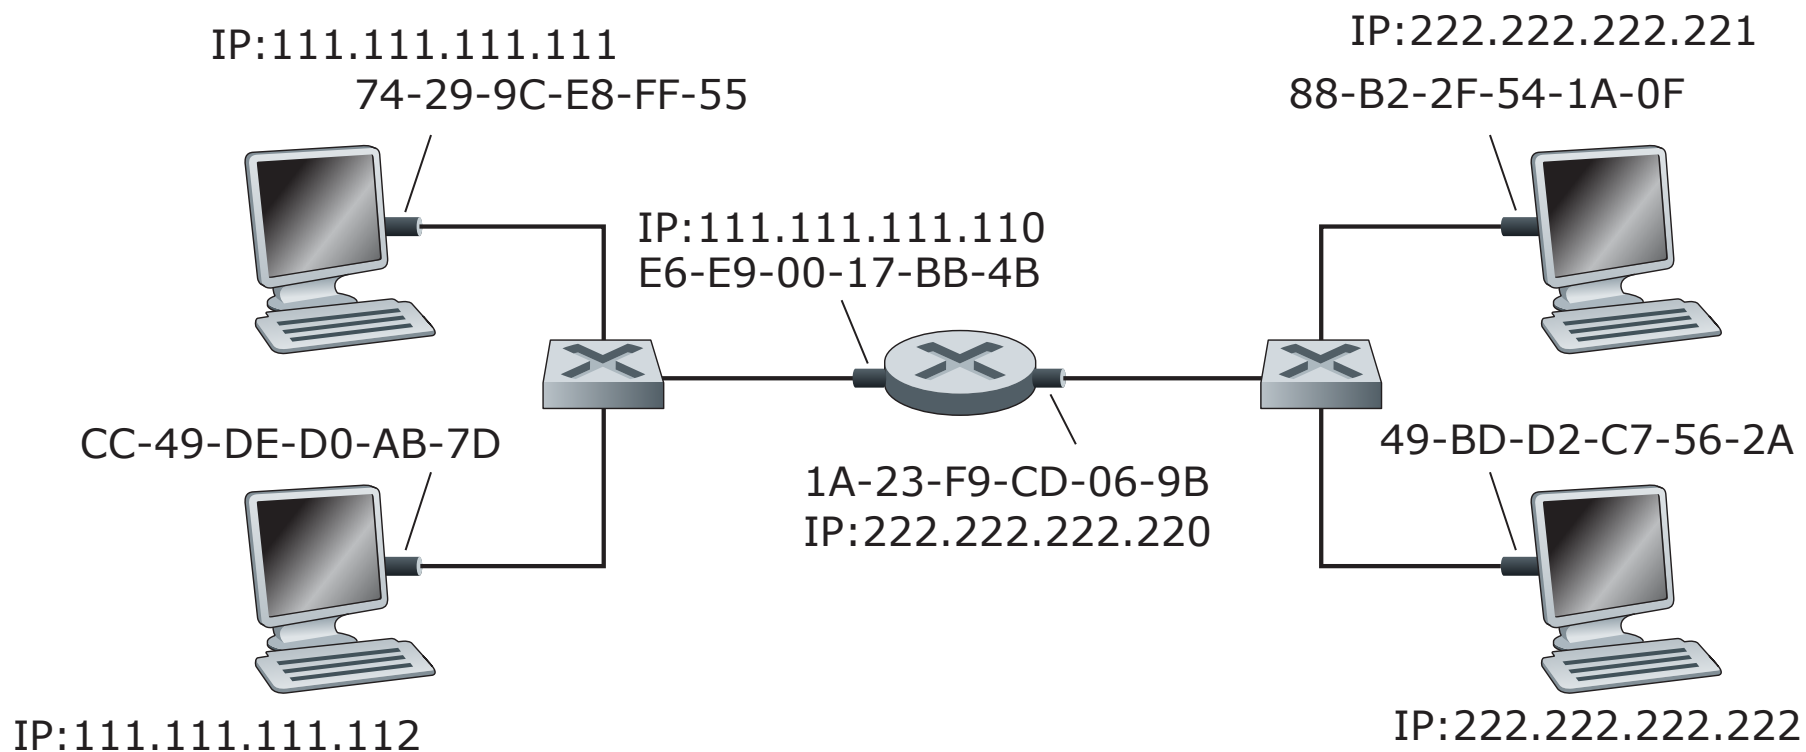 IP:111.111.111.111
74-29-9C-E8-FF-55
IP:222.222.222.221
88-B2-2F-54-1A-0F
IP:111.111.111.110
E6-E9-00-17-BB-4B
CC-49-DE-D0-AB-7D
1A-23-F9-CD-06-9B
IP:222.222.222.220
49-BD-D2-C7-56-2A
IP:111.111.111.112
IP:222.222.222.222